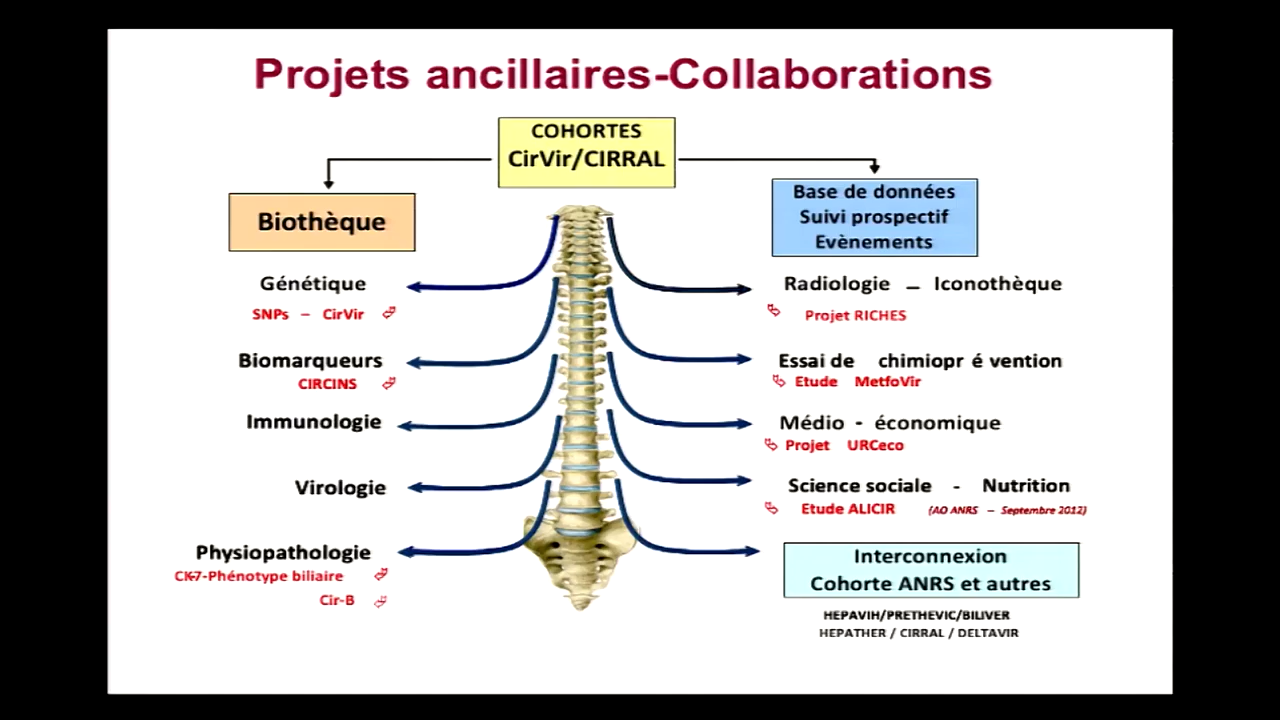 Projets ancillaires-Collaborations
COHORTES
CirVir/CIRRAL
Biothèque
Base de données
Suivi prospectif
Evènements
Génétique
SNPs – CirVir
Biomarqueurs
CIRCINS
Immunologie
Virologie
Physiopathologie
CK7-Phénotype biliaire
Cir-B
Radiologie – Iconothèque
Projet RICHES
Essai de chimiopr é vention
Etude MetfoVir
Médio - économique
Projet URCeco
Science sociale - Nutrition
Etude ALICIR (AO ANRS – Septembre 2012)
Interconnexion
Cohorte ANRS et autres
HEPAVIH/PRETHEVIC/BILIVER
HEPATHER / CIRRAL / DELTAVIR